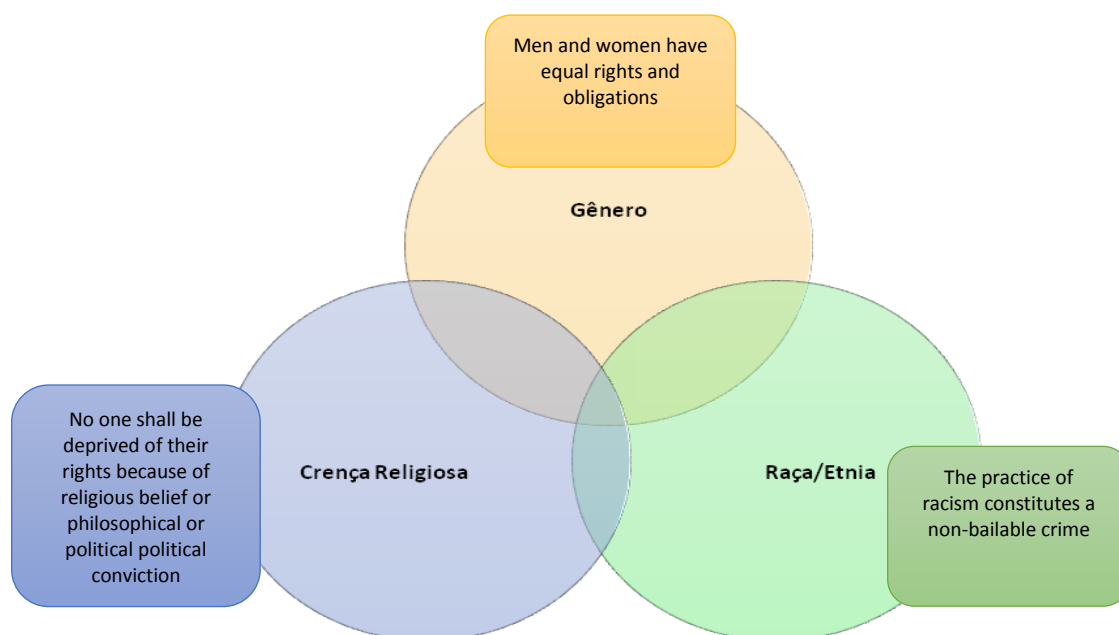 Men and women have
equal rights and
obligations
Gênero
No one shall be
deprived of their
rights because of
religious belief or
philosophical or
political political
conviction
Crença Religiosa
Raça/Etnia
The practice of
racism constitutes a
non-bailable crime